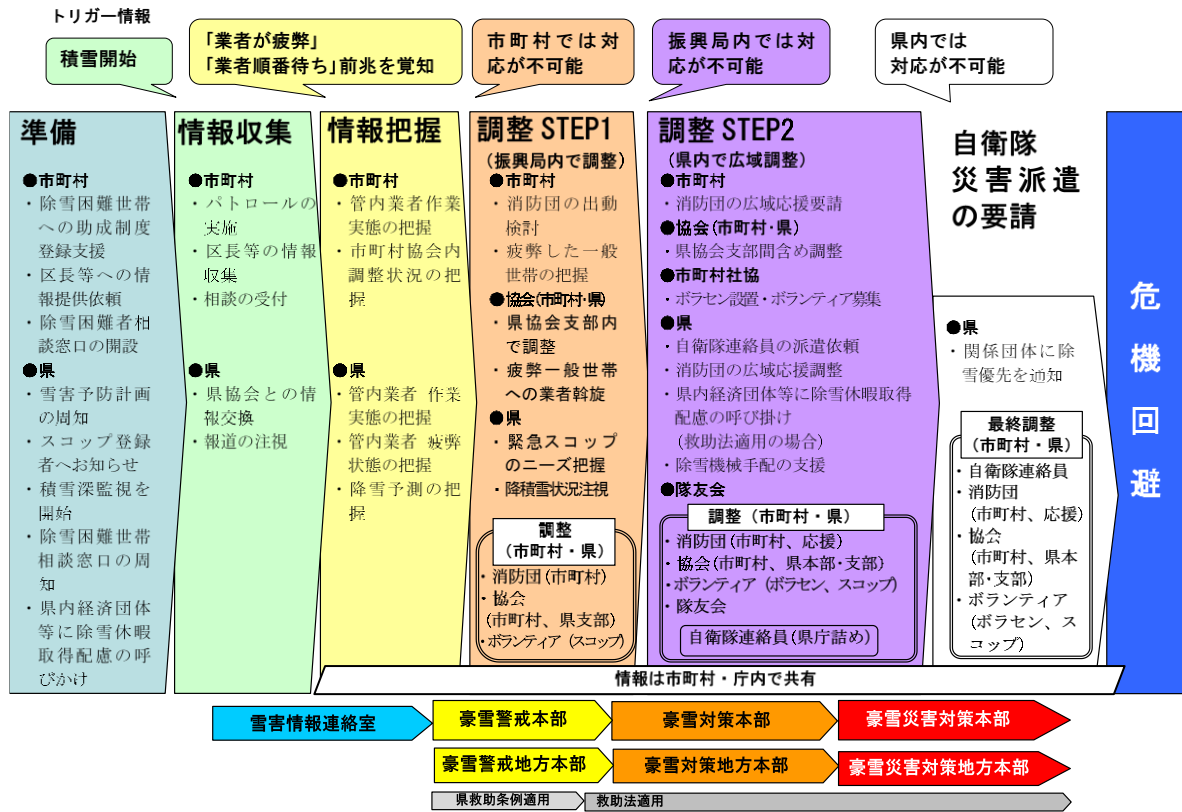 トリガー情報
積雪開始
「業者が疲弊」
「業者順番待ち」前兆を覚知
市町村では対
応が不可能
振興局内では対
応が不可能
県内では
対応が不可能
準備
●市町村
・除雪困難世帯
への助成制度
登録支援
・区長等への情
報提供依頼
・除雪困難者相
談窓口の開設
●県
・雪害予防計画
の周知
・スコップ登録
者へお知らせ
・積雪深監視を
開始
・除雪困難世帯
相談窓口の周
知
・県内経済団体
等に除雪休暇
取得配慮の呼
びかけ
情報収集
●市町村
・パトロールの
実施
・区長等の情報
収集
・相談の受付
●県
・県協会との情
報交換
・報道の注視
情報把握
●市町村
・管内業者作業
実態の把握
・市町村協会内
調整状況の把
握
●県
・管内業者 作業
実態の把握
・管内業者 疲弊
状態の把握
・降雪予測の把
握
調整 STEP1
(振興局内で調整)
●市町村
・消防団の出動
検討
・疲弊した一般
世帯の把握
●協会(市町村･県)
・県協会支部内
で調整
・疲弊一般世帯
への業者斡旋
●県
・緊急スコップ
のニーズ把握
・降積雪状況注視
調整
(市町村・県)
・消防団(市町村)
・協会
(市町村、県支部)
・ボランティア (スコップ)
調整 STEP2
(県内で広域調整)
●市町村
・消防団の広域応援要請
●協会(市町村･県)
・県協会支部間含め調整
●市町村社協
・ボラセン設置・ボランティア募集
●県
・自衛隊連絡員の派遣依頼
・消防団の広域応援調整
・県内経済団体等に除雪休暇取得
配慮の呼び掛け
(救助法適用の場合)
・除雪機械手配の支援
●隊友会
調整 (市町村・県)
・消防団(市町村、応援)
・協会(市町村、県本部･支部)
・ボランティア (ボラセン、スコップ)
・隊友会
自衛隊連絡員(県庁詰め)
自衛隊
災害派遣
の要請
●県
・関係団体に除
雪優先を通知
最終調整
(市町村・県)
・自衛隊連絡員
・消防団
(市町村、応援)
・協会
(市町村、県本
部･支部)
・ボランティア
(ボラセン、ス
コップ)
危機回避
情報は市町村・庁内で共有
雪害情報連絡室
豪雪警戒本部
豪雪対策本部
豪雪災害対策本部
豪雪警戒地方本部
豪雪対策地方本部
豪雪災害対策地方本部
県救助条例適用
救助法適用